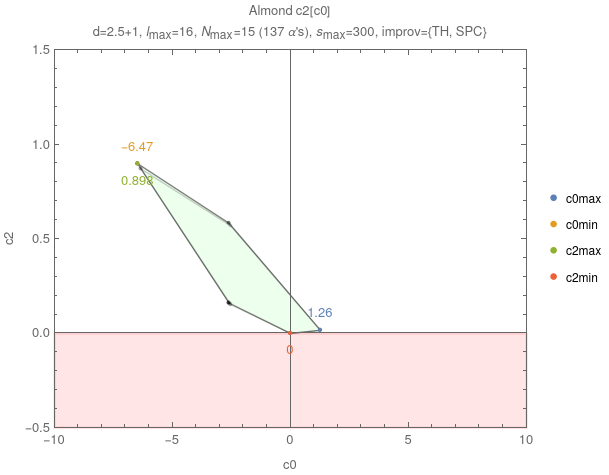 Almond c2[c0]
d=2.5+1, lmax=16, Nmax=15 (137 α's), smax=300, improv={TH, SPC}
1.5
1.0
0.5
0.0
-0.5
c2
−6.47
0.898
1.26
0
−10
−5
0
5
10
c0
c0max
c0min
c2max
c2min